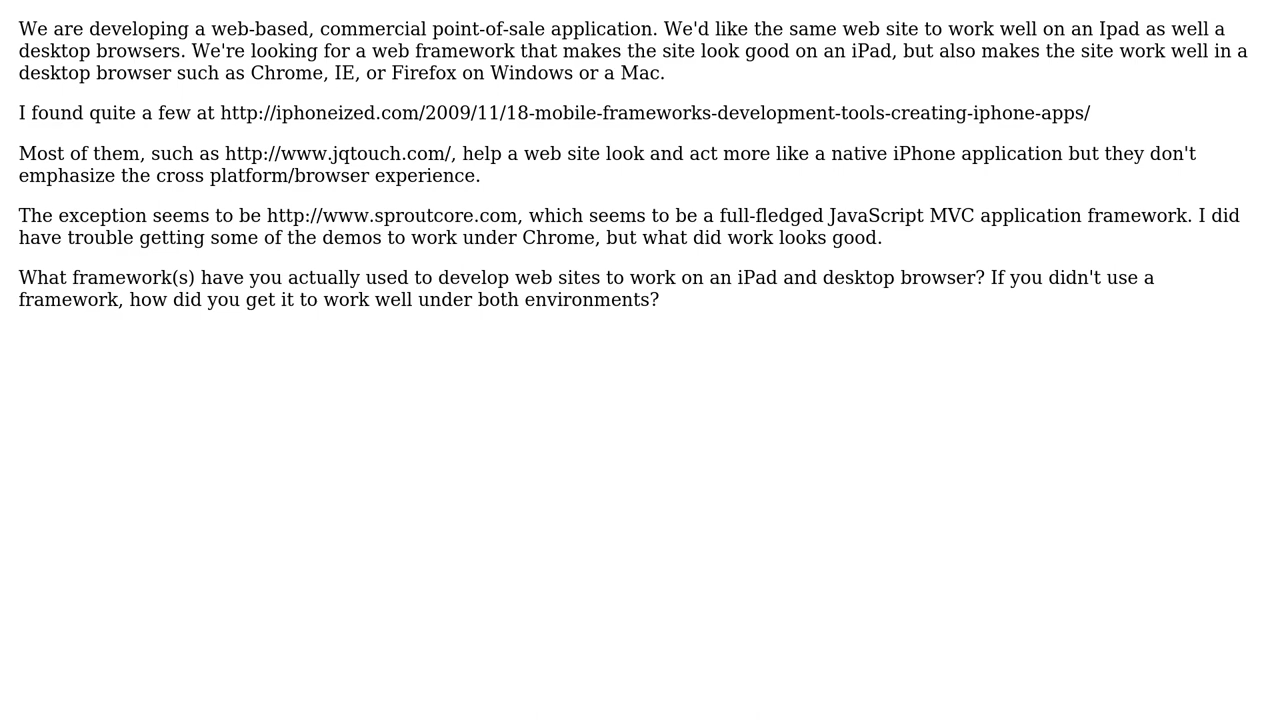 We are developing a web-based, commercial point-of-sale application. We'd like the same web site to work well on an Ipad as well a
desktop browsers. We're looking for a web framework that makes the site look good on an iPad, but also makes the site work well in a
desktop browser such as Chrome, IE, or Firefox on Windows or a Mac.
I found quite a few at http://iphoneized.com/2009/11/18-mobile-frameworks-development-tools-creating-iphone-apps/
Most of them, such as http://www.jqtouch.com/, help a web site look and act more like a native iPhone application but they don't
emphasize the cross platform/browser experience.
The exception seems to be http://www.sproutcore.com, which seems to be a full-fledged JavaScript MVC application framework. I did
have trouble getting some of the demos to work under Chrome, but what did work looks good.
What framework(s) have you actually used to develop web sites to work on an iPad and desktop browser? If you didn't use a
framework, how did you get it to work well under both environments?